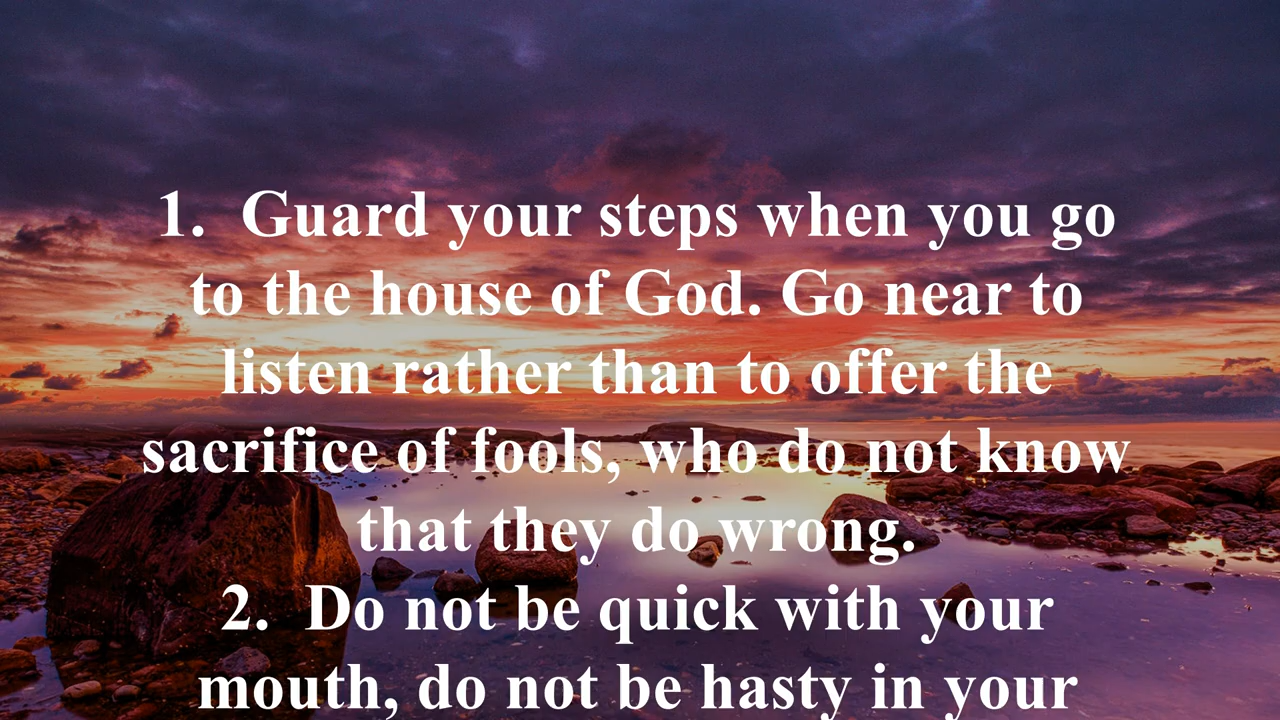 1. Guard your steps when you go
to the house of God. Go near to
listen rather than to offer the
sacrifice of fools, who do not know
that they do wrong.
2. Do not be quick with your
mouth, do not be hasty in your